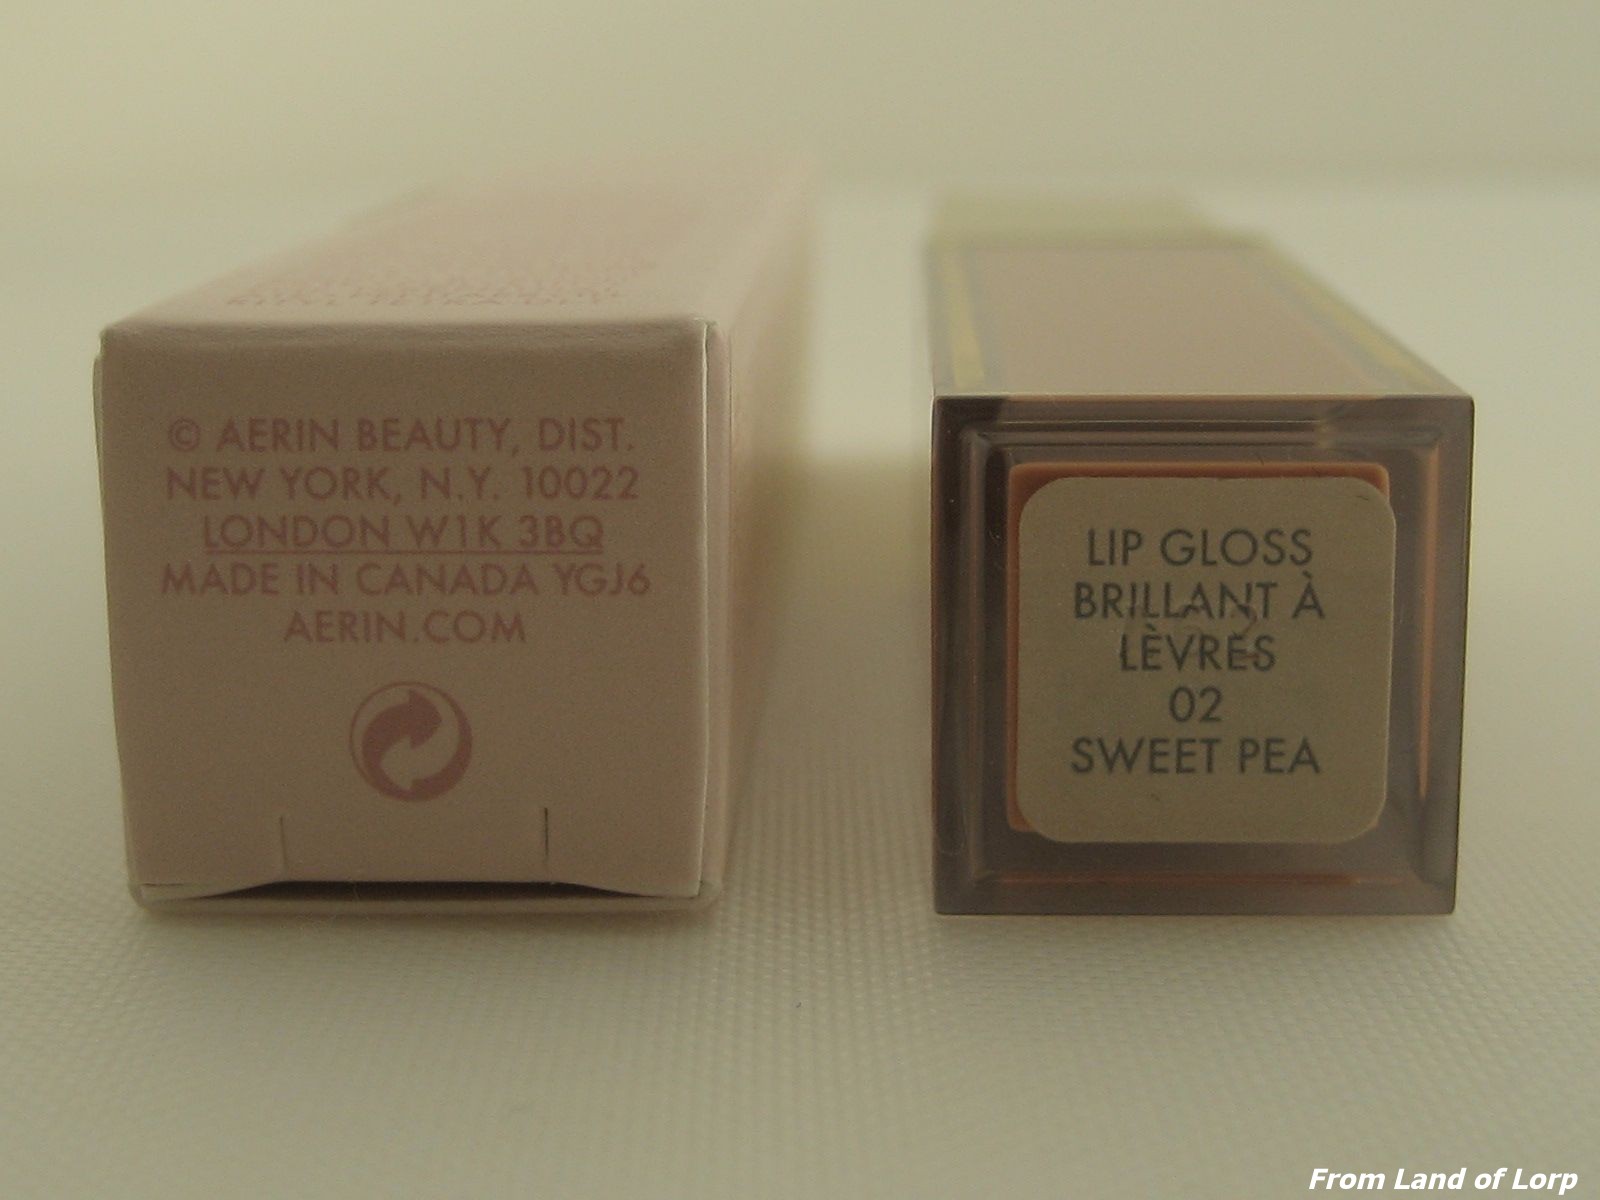 © AERIN BEAUTY, DIST.
NEW YORK, N.Y. 10022
LONDON W1K 3BQ
MADE IN CANADA YGJ6
AERIN.COM
LIP GLOSS
BRILLANT À
LÈVRES
02
SWEET PEA
From Land of Lorp